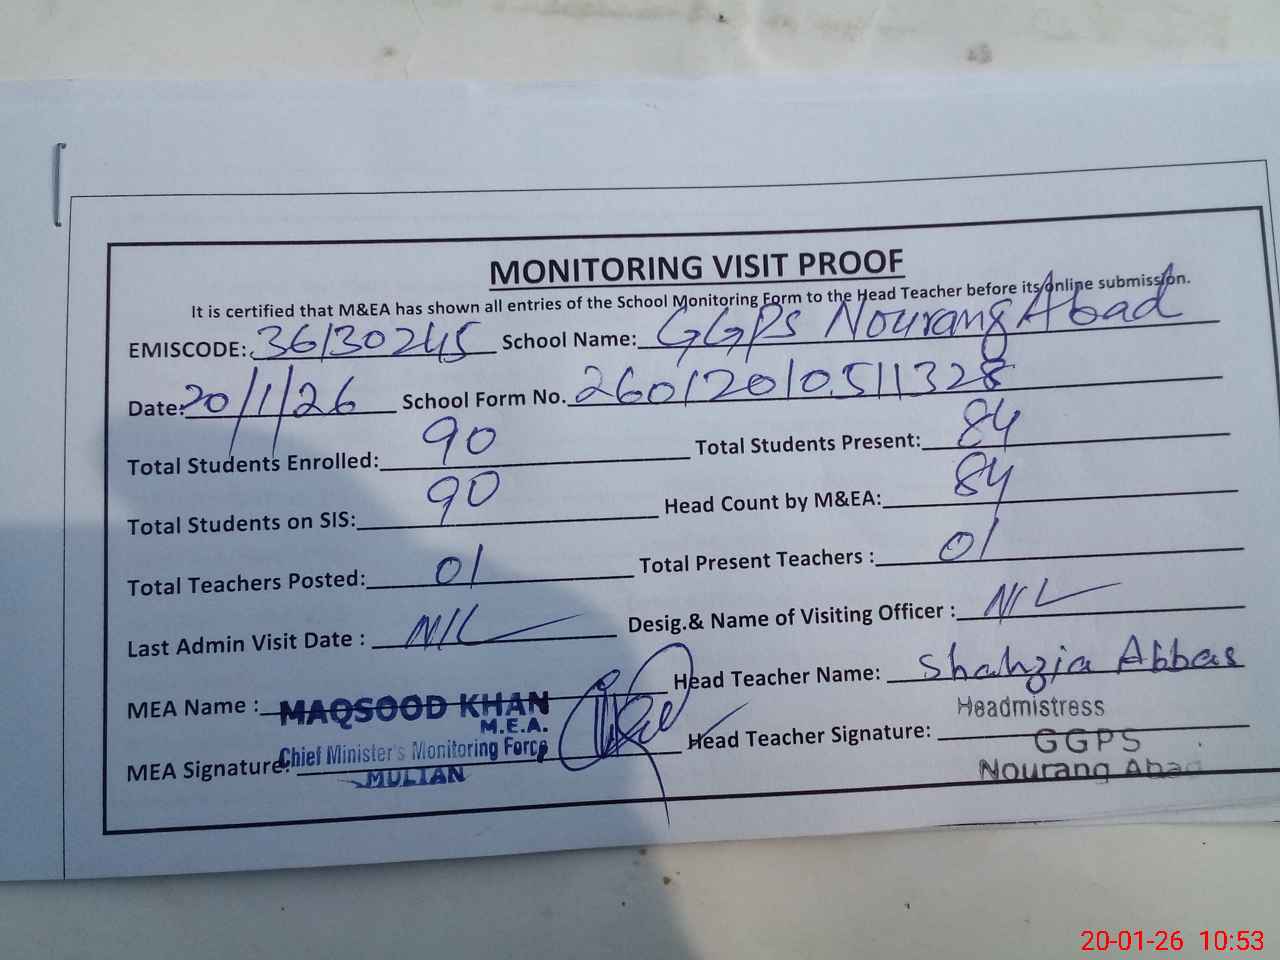 MONITORING VISIT PROOF
It is certified that M&EA has shown all entries of the School Monitoring Form to the Head Teacher before its online submission.
EMISCODE: 36130245 School Name: GGPS Nourang Abad
Date: 20/1/26 School Form No. 26012010511328
Total Students Enrolled: 90 Total Students Present: 84
Total Students on SIS: 90 Head Count by M&EA: 84
Total Teachers Posted: 01 Total Present Teachers : 01
Last Admin Visit Date : NIL Desig.& Name of Visiting Officer : NIL
MEA Name : MAQSOOD KHAN Head Teacher Name: Shahzia Abbas
M.E.A. Headmistress
MEA Signature: Chief Minister's Monitoring Force Head Teacher Signature: GGPS
MULTAN Nourang Abad
20-01-26 10:53